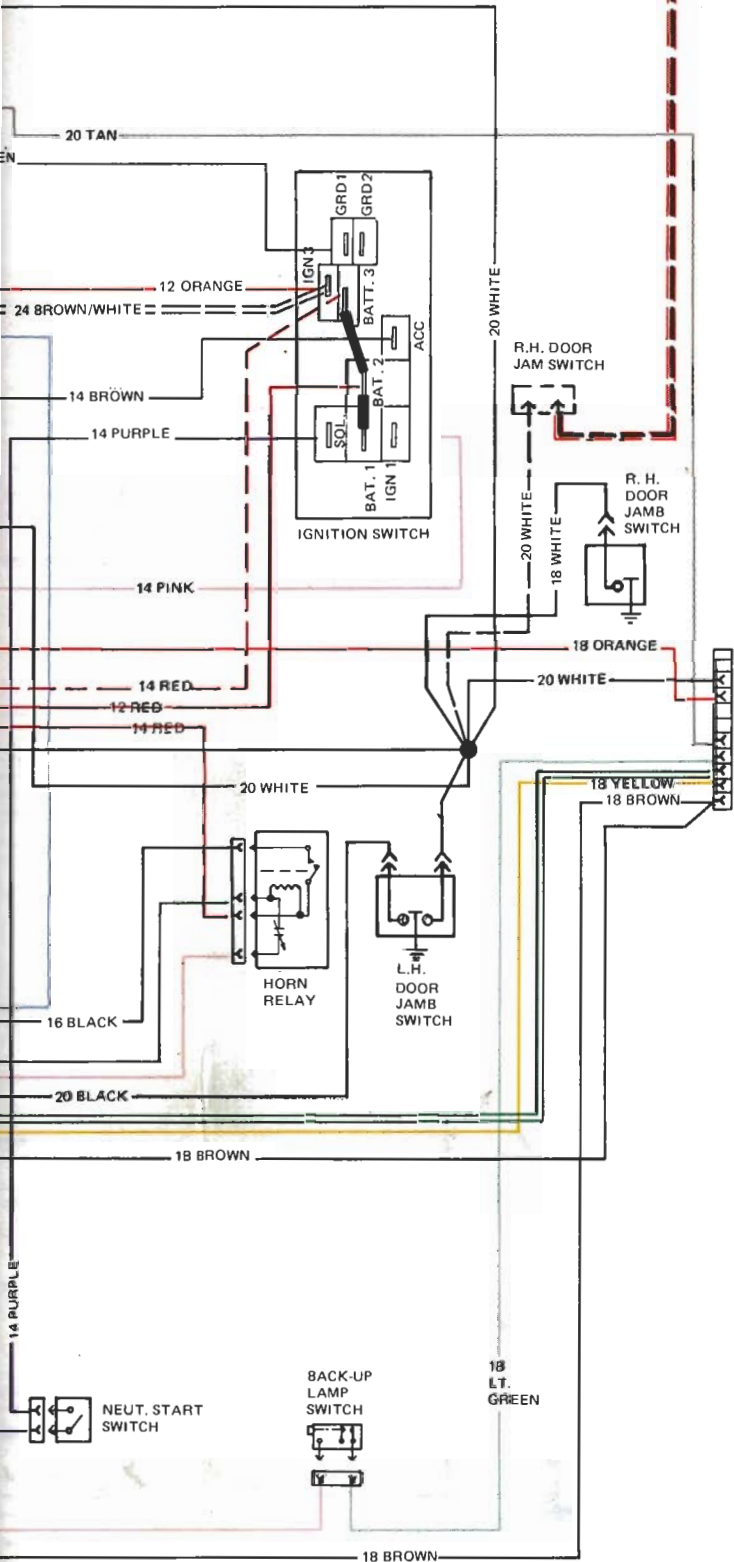 20 TAN
EN
GRD1
GRD2
IGN 3
BATT. 3
12 ORANGE
24 BROWN/WHITE
20 WHITE
ACC
R.H. DOOR
JAM SWITCH
BAT. 2
14 BROWN
14 PURPLE
SOL
BAT. 1
IGN 1
IGNITION SWITCH
R. H.
DOOR
JAMB
SWITCH
20 WHITE
18 WHITE
14 PINK
18 ORANGE
14 RED
20 WHITE
12 RED
14 RED
20 WHITE
18 YELLOW
18 BROWN
HORN
RELAY
L.H.
DOOR
JAMB
SWITCH
16 BLACK
20 BLACK
18 BROWN
14 PURPLE
18
LT.
GREEN
BACK-UP
LAMP
SWITCH
NEUT. START
SWITCH
18 BROWN